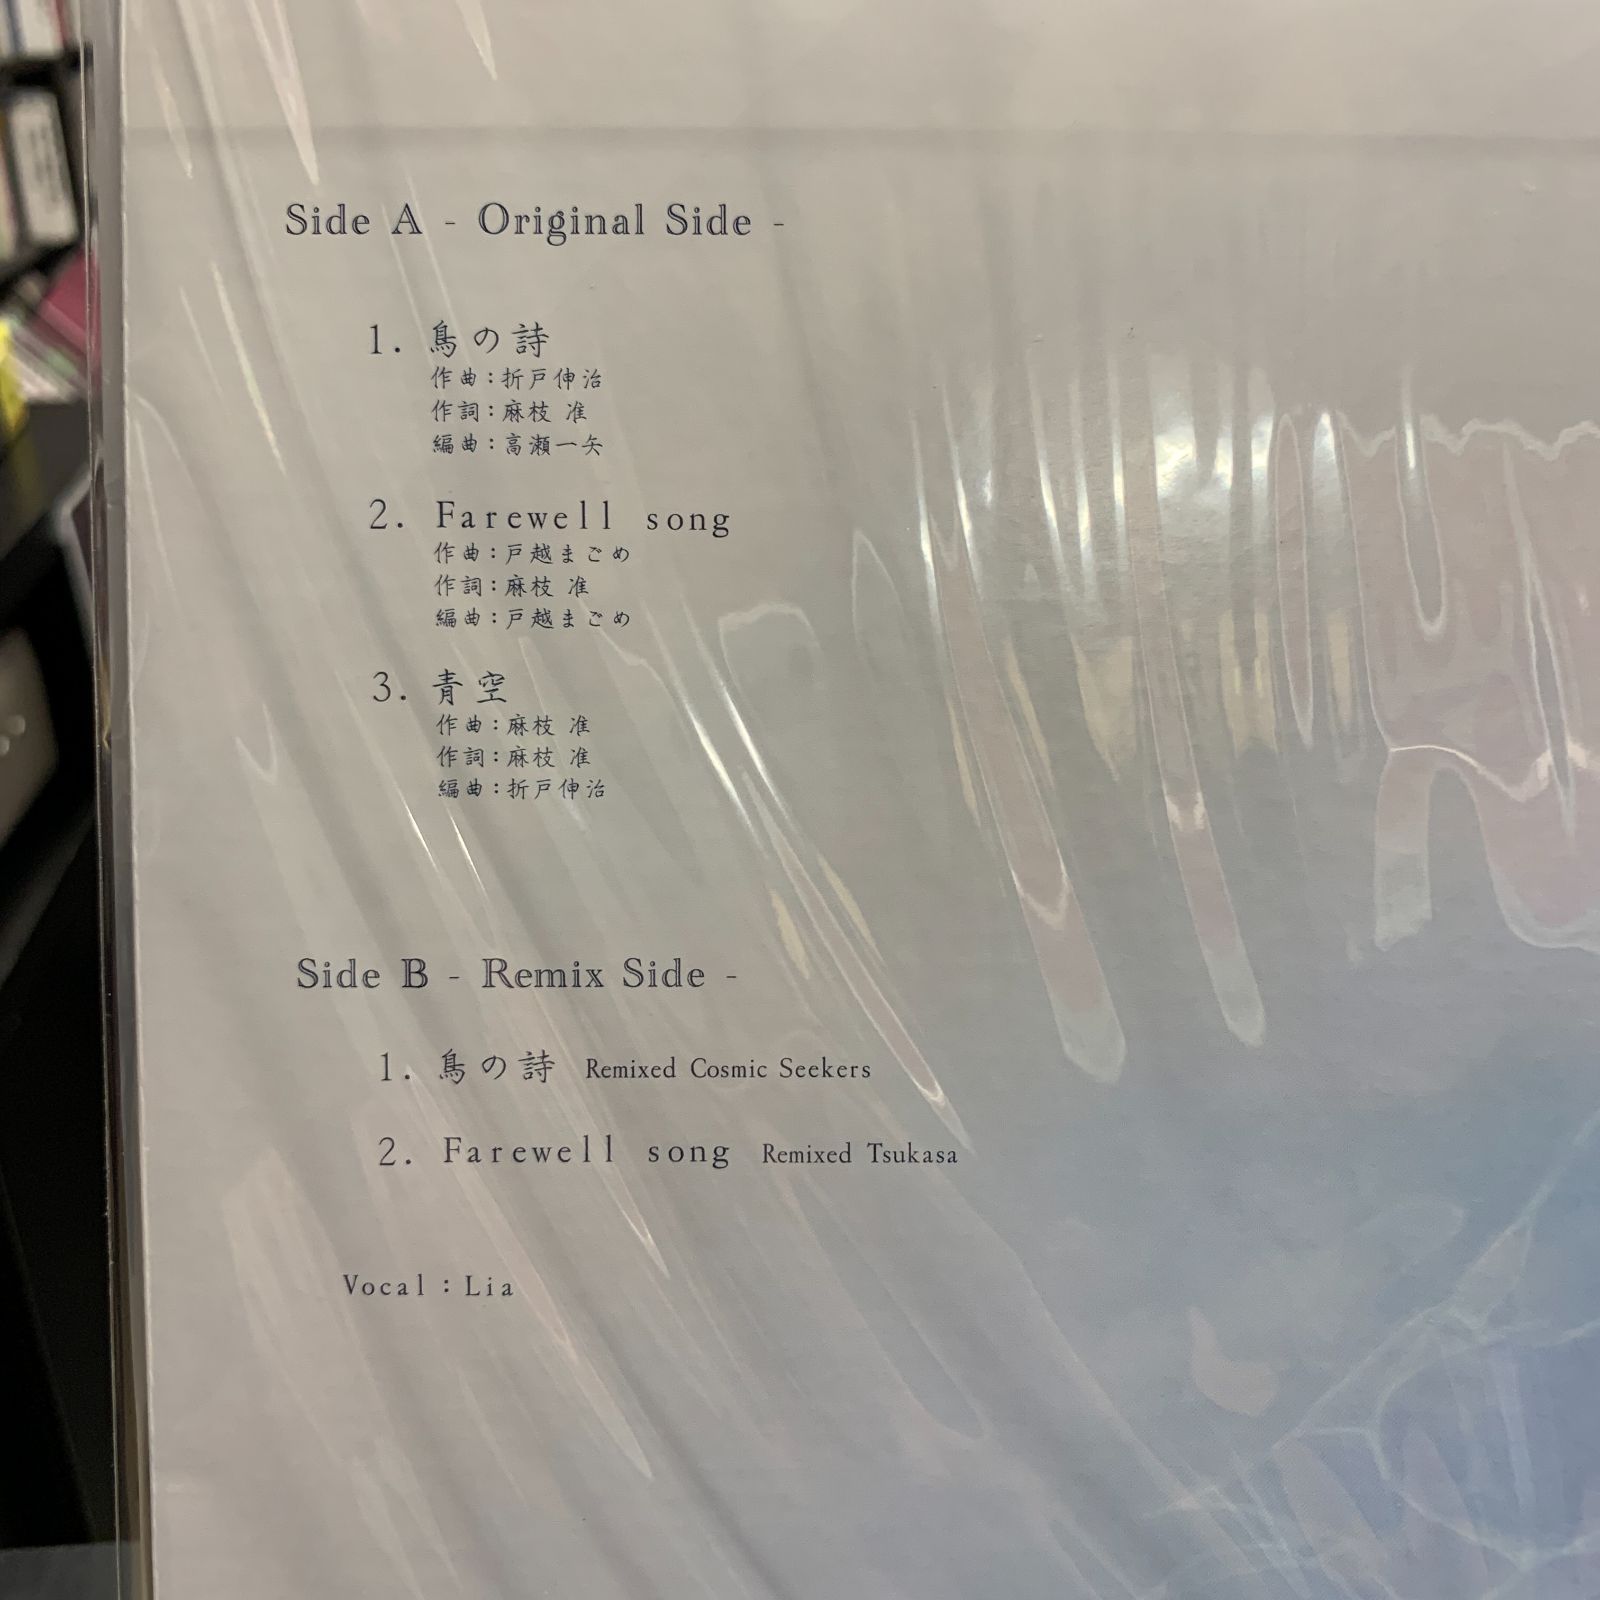 Side A - Original Side -
1. 鳥の詩
作曲：折戸伸治
作詞：麻枝 准
編曲：高瀬一矢
2. Farewell song
作曲：戸越まごめ
作詞：麻枝 准
編曲：戸越まごめ
3. 青空
作曲：麻枝 准
作詞：麻枝 准
編曲：折戸伸治
Side B - Remix Side -
1. 鳥の詩 Remixed Cosmic Seekers
2. Farewell song Remixed Tsukasa
Vocal：Lia